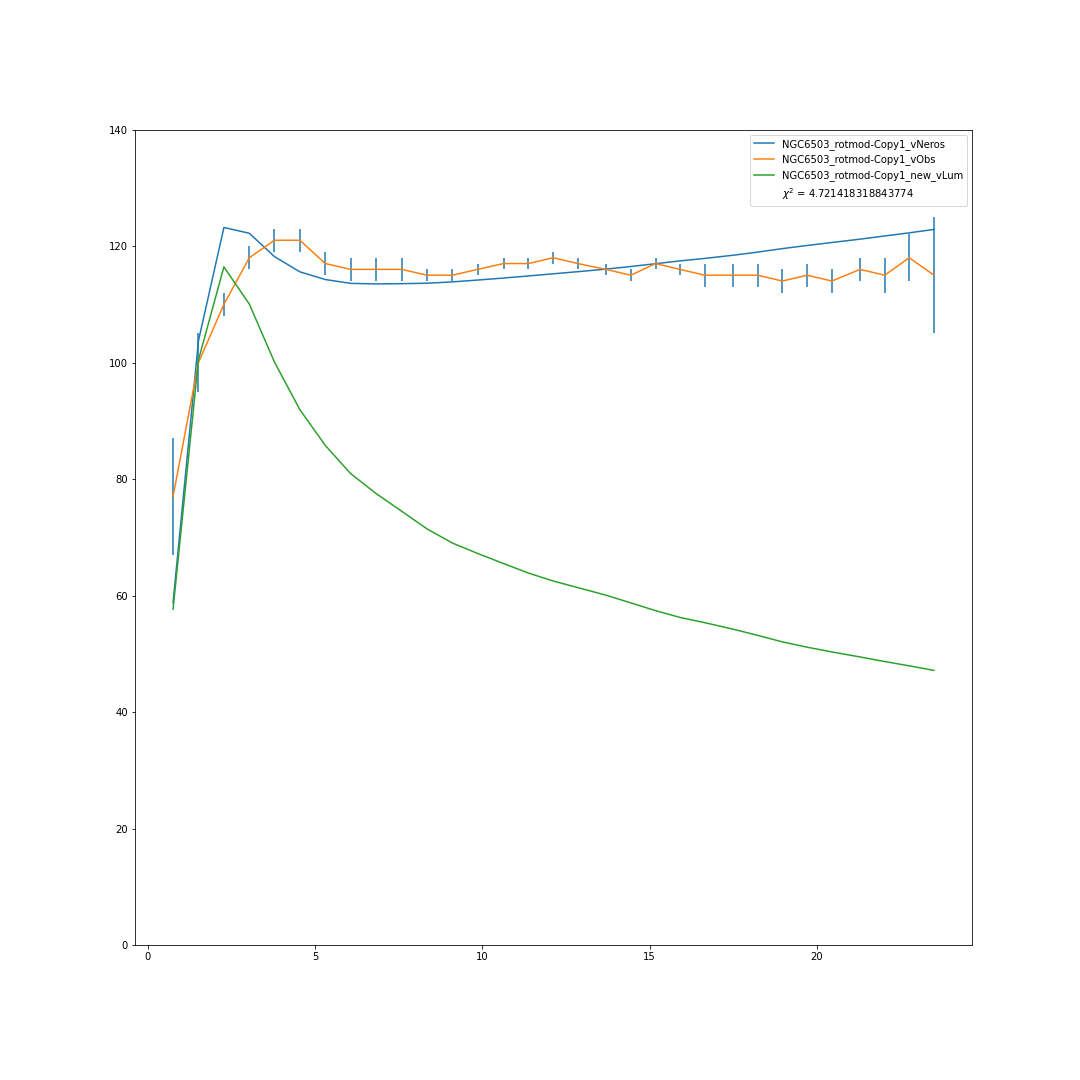 140
120
100
80
60
40
20
0
0 5 10 15 20
NGC6503_rotmod-Copy1_vNeros
NGC6503_rotmod-Copy1_vObs
NGC6503_rotmod-Copy1_new_vLum
χ² = 4.721418318843774